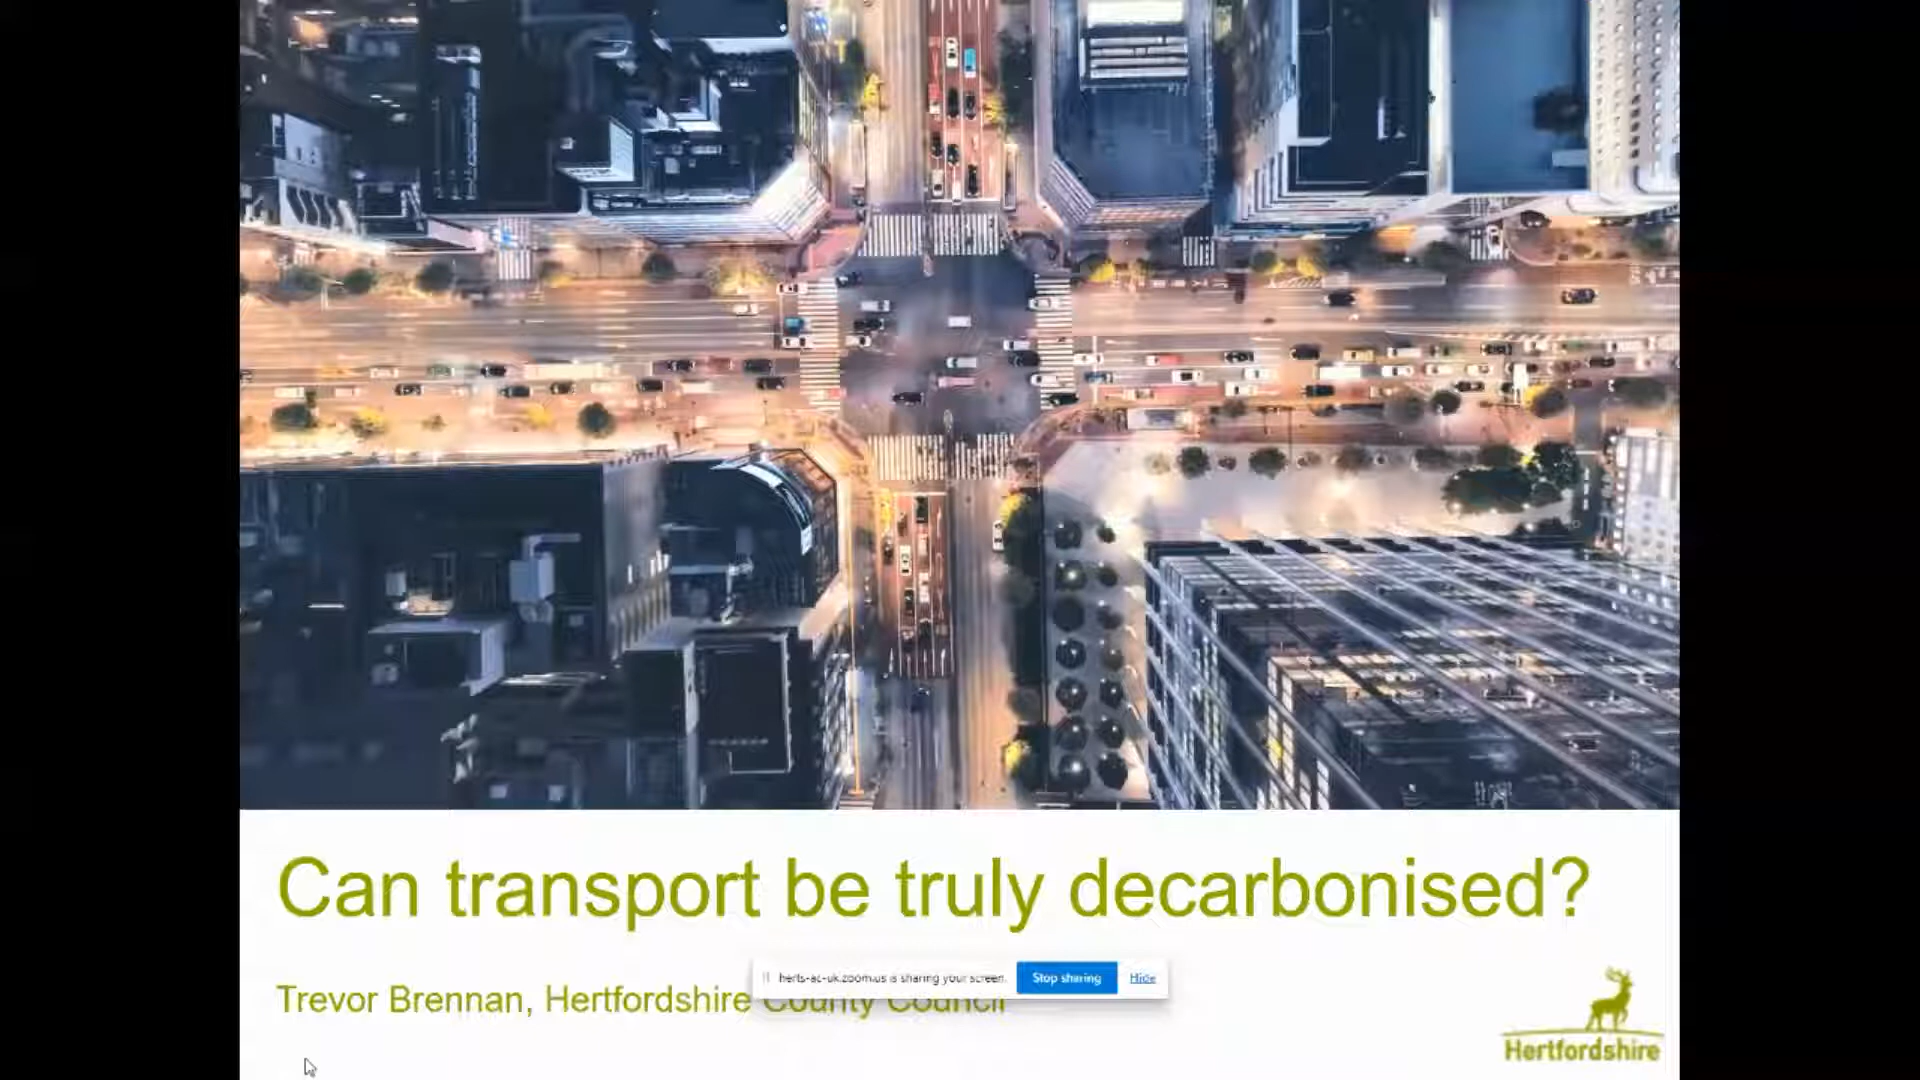 Can transport be truly decarbonised?
herts-ac-uk.zoom.us is sharing your screen. Stop sharing Hide
Trevor Brennan, Hertfordshire County Council
Hertfordshire